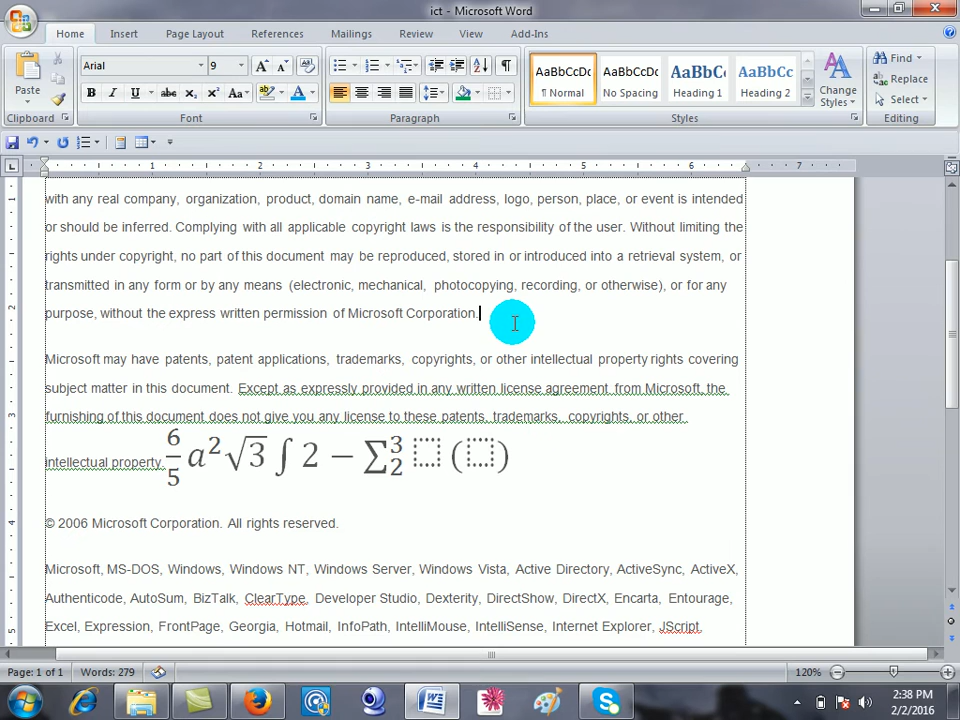 ict - Microsoft Word
Home Insert Page Layout References Mailings Review View Add-Ins
Paste
Clipboard
Arial 9
B I U abc x₂ x² Aa
Font
Paragraph
AaBbCcDc AaBbCcDc AaBbCc AaBbCc
¶ Normal No Spacing Heading 1 Heading 2
Change Styles
Styles
Find
Replace
Select
Editing
1 2 3 4 5 6 7
with any real company, organization, product, domain name, e-mail address, logo, person, place, or event is intended
or should be inferred. Complying with all applicable copyright laws is the responsibility of the user. Without limiting the
rights under copyright, no part of this document may be reproduced, stored in or introduced into a retrieval system, or
transmitted in any form or by any means (electronic, mechanical, photocopying, recording, or otherwise), or for any
purpose, without the express written permission of Microsoft Corporation.
Microsoft may have patents, patent applications, trademarks, copyrights, or other intellectual property rights covering
subject matter in this document. Except as expressly provided in any written license agreement from Microsoft, the
furnishing of this document does not give you any license to these patents, trademarks, copyrights, or other
intellectual property. 6/5 a² √3 ∫ 2 − ∑₂³ ⬚ (⬚)
© 2006 Microsoft Corporation. All rights reserved.
Microsoft, MS-DOS, Windows, Windows NT, Windows Server, Windows Vista, Active Directory, ActiveSync, ActiveX,
Authenticode, AutoSum, BizTalk, ClearType, Developer Studio, Dexterity, DirectShow, DirectX, Encarta, Entourage,
Excel, Expression, FrontPage, Georgia, Hotmail, InfoPath, IntelliMouse, IntelliSense, Internet Explorer, JScript,
Page: 1 of 1 Words: 279 120%
2:38 PM
2/2/2016